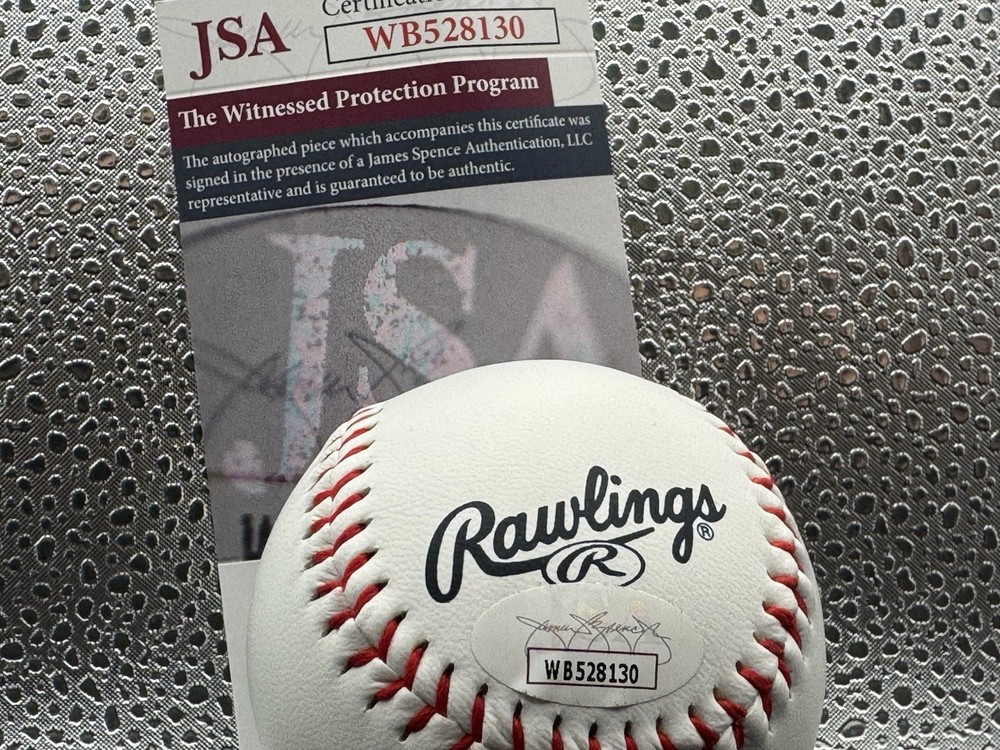 JSA
WB528130
The Witnessed Protection Program
The autographed piece which accompanies this certificate was
signed in the presence of a James Spence Authentication, LLC
representative and is guaranteed to be authentic.
JSA
Rawlings®
R
WB528130